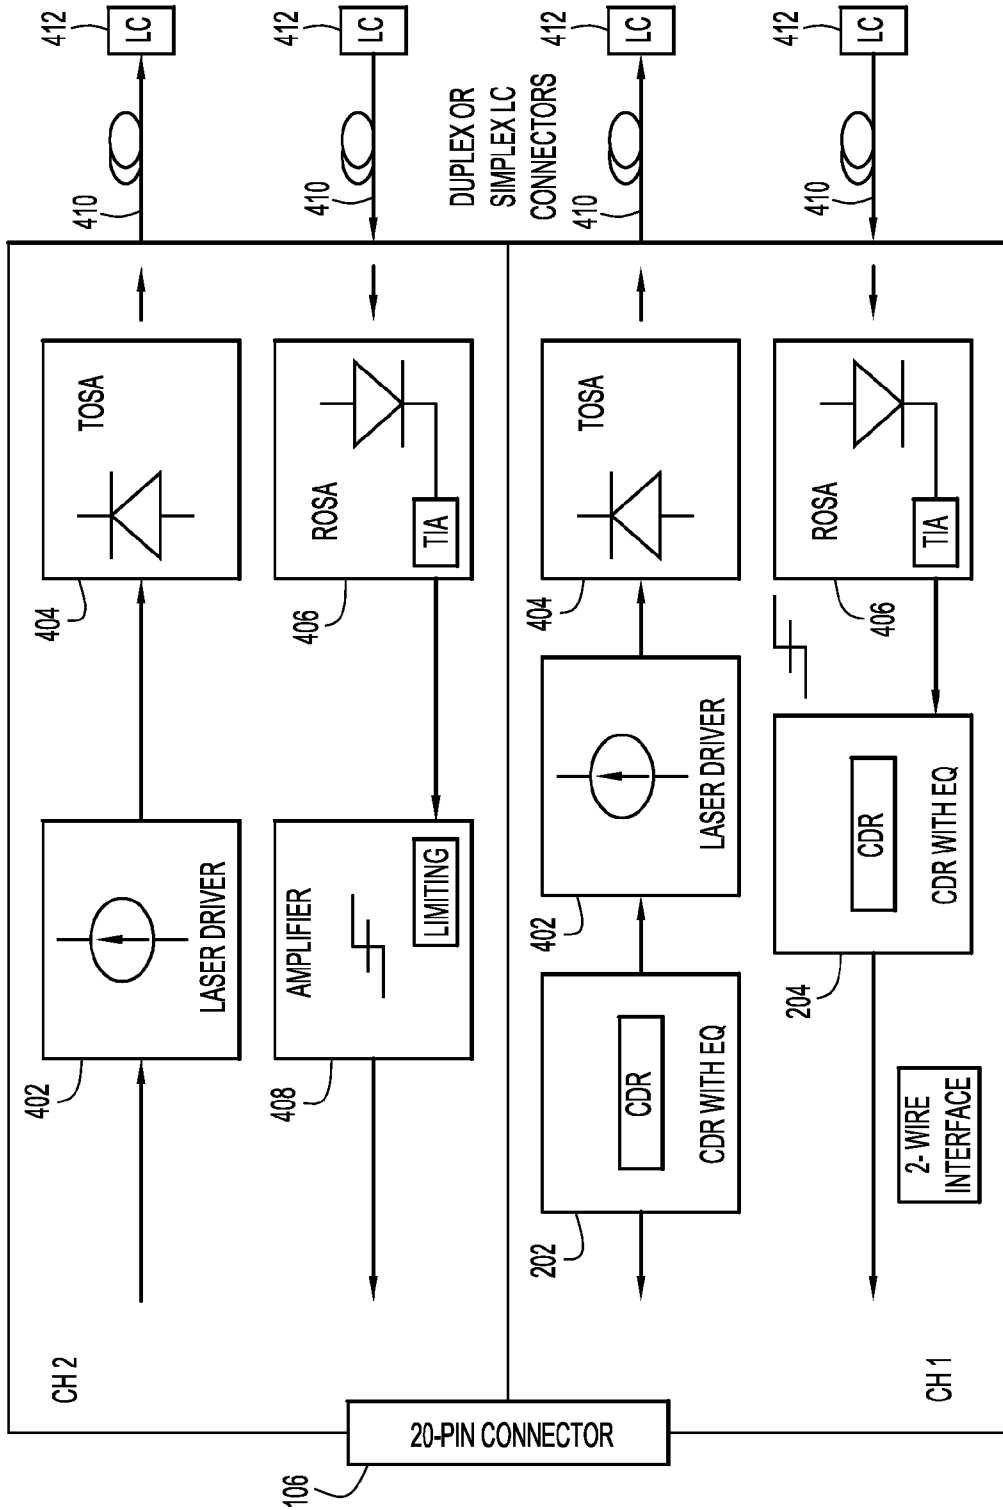 412
LC
410
TOSA
404
LASER DRIVER
402
CH 2
412
LC
410
ROSA
TIA
406
AMPLIFIER
LIMITING
408
DUPLEX OR
SIMPLEX LC
CONNECTORS
20-PIN CONNECTOR
106
412
LC
410
TOSA
404
LASER DRIVER
402
CDR
CDR WITH EQ
202
412
LC
410
ROSA
TIA
406
CDR
CDR WITH EQ
204
2- WIRE
INTERFACE
CH 1